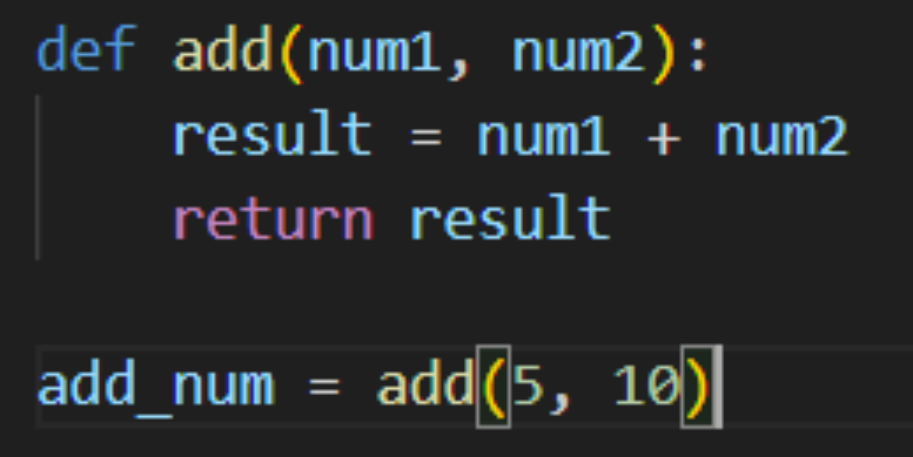 def add(num1, num2):
    result = num1 + num2
    return result
add_num = add(5, 10)